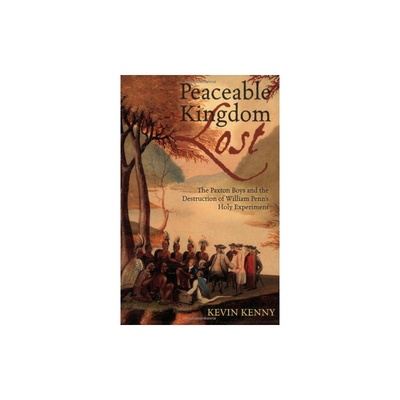 Peaceable
Kingdom
Lost
The Paxton Boys and the
Destruction of William Penn's
Holy Experiment
KEVIN KENNY